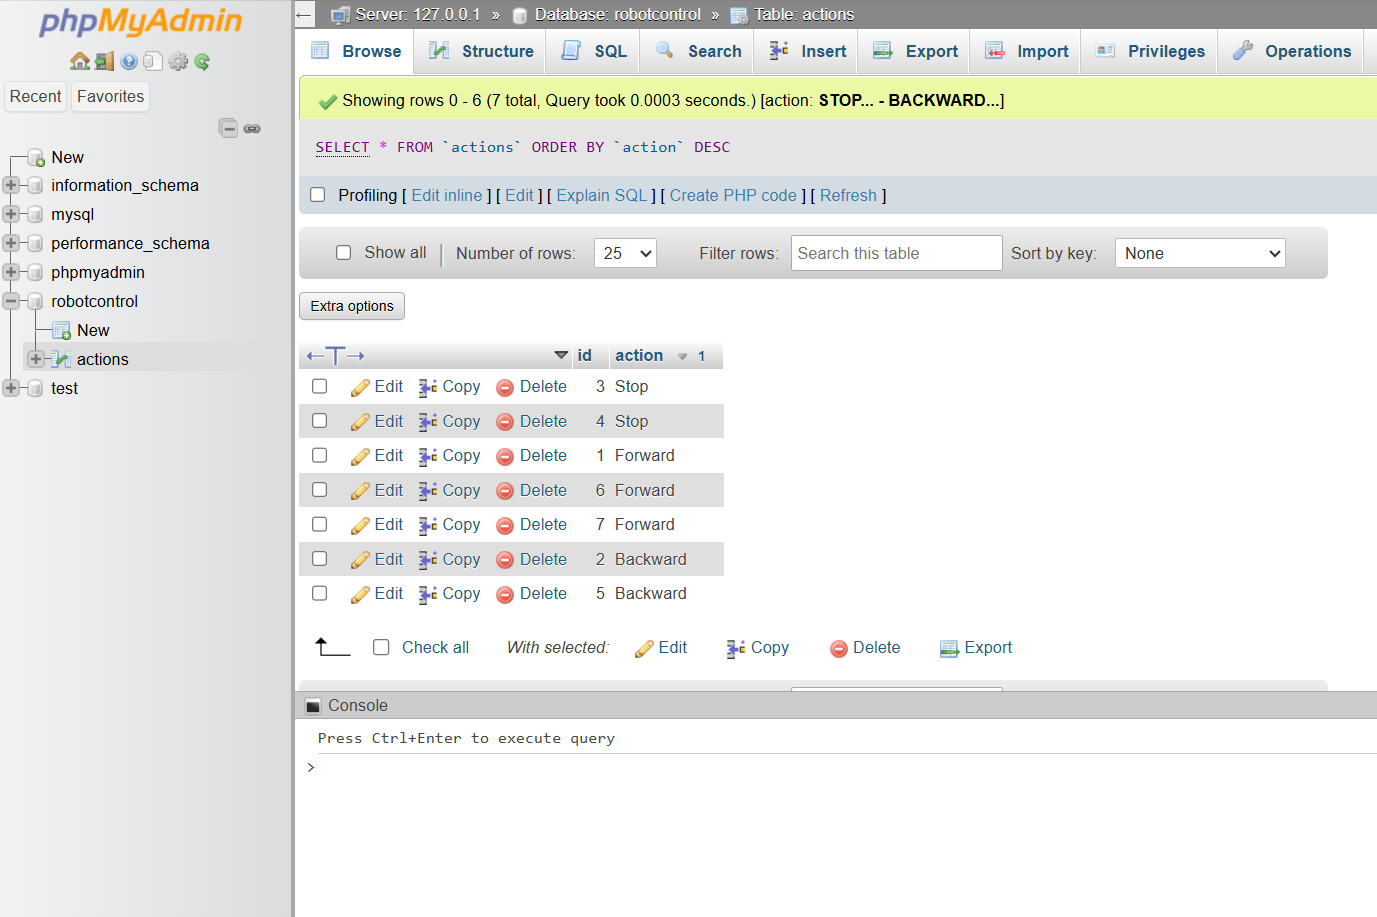 phpMyAdmin
Recent Favorites
New
information_schema
mysql
performance_schema
phpmyadmin
robotcontrol
New
actions
test
Server: 127.0.0.1 » Database: robotcontrol » Table: actions
Browse Structure SQL Search Insert Export Import Privileges Operations
Showing rows 0 - 6 (7 total, Query took 0.0003 seconds.) [action: STOP... - BACKWARD...]
SELECT * FROM `actions` ORDER BY `action` DESC
Profiling [ Edit inline ] [ Edit ] [ Explain SQL ] [ Create PHP code ] [ Refresh ]
Show all Number of rows: 25 Filter rows: Search this table Sort by key: None
Extra options
←T→ id action 1
Edit Copy Delete 3 Stop
Edit Copy Delete 4 Stop
Edit Copy Delete 1 Forward
Edit Copy Delete 6 Forward
Edit Copy Delete 7 Forward
Edit Copy Delete 2 Backward
Edit Copy Delete 5 Backward
Check all With selected: Edit Copy Delete Export
Console
Press Ctrl+Enter to execute query
>